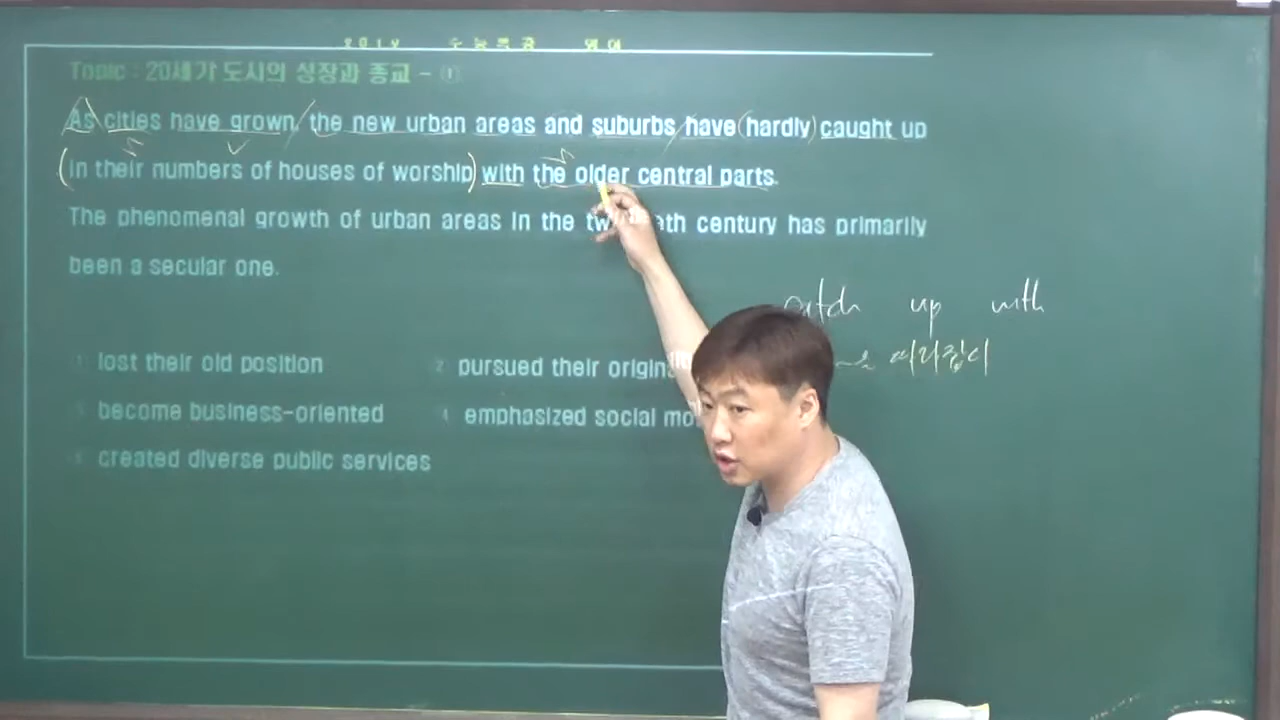 Topic : 20세기 도시의 성장과 종교 - ①
As cities have grown, the new urban areas and suburbs have hardly caught up
in their numbers of houses of worship with the older central parts.
The phenomenal growth of urban areas in the century has primarily
been a secular one.
catch up with
~을 따라잡다
1 lost their old position
2 pursued their origins
3 become business-oriented
4 emphasized social
5 created diverse public services